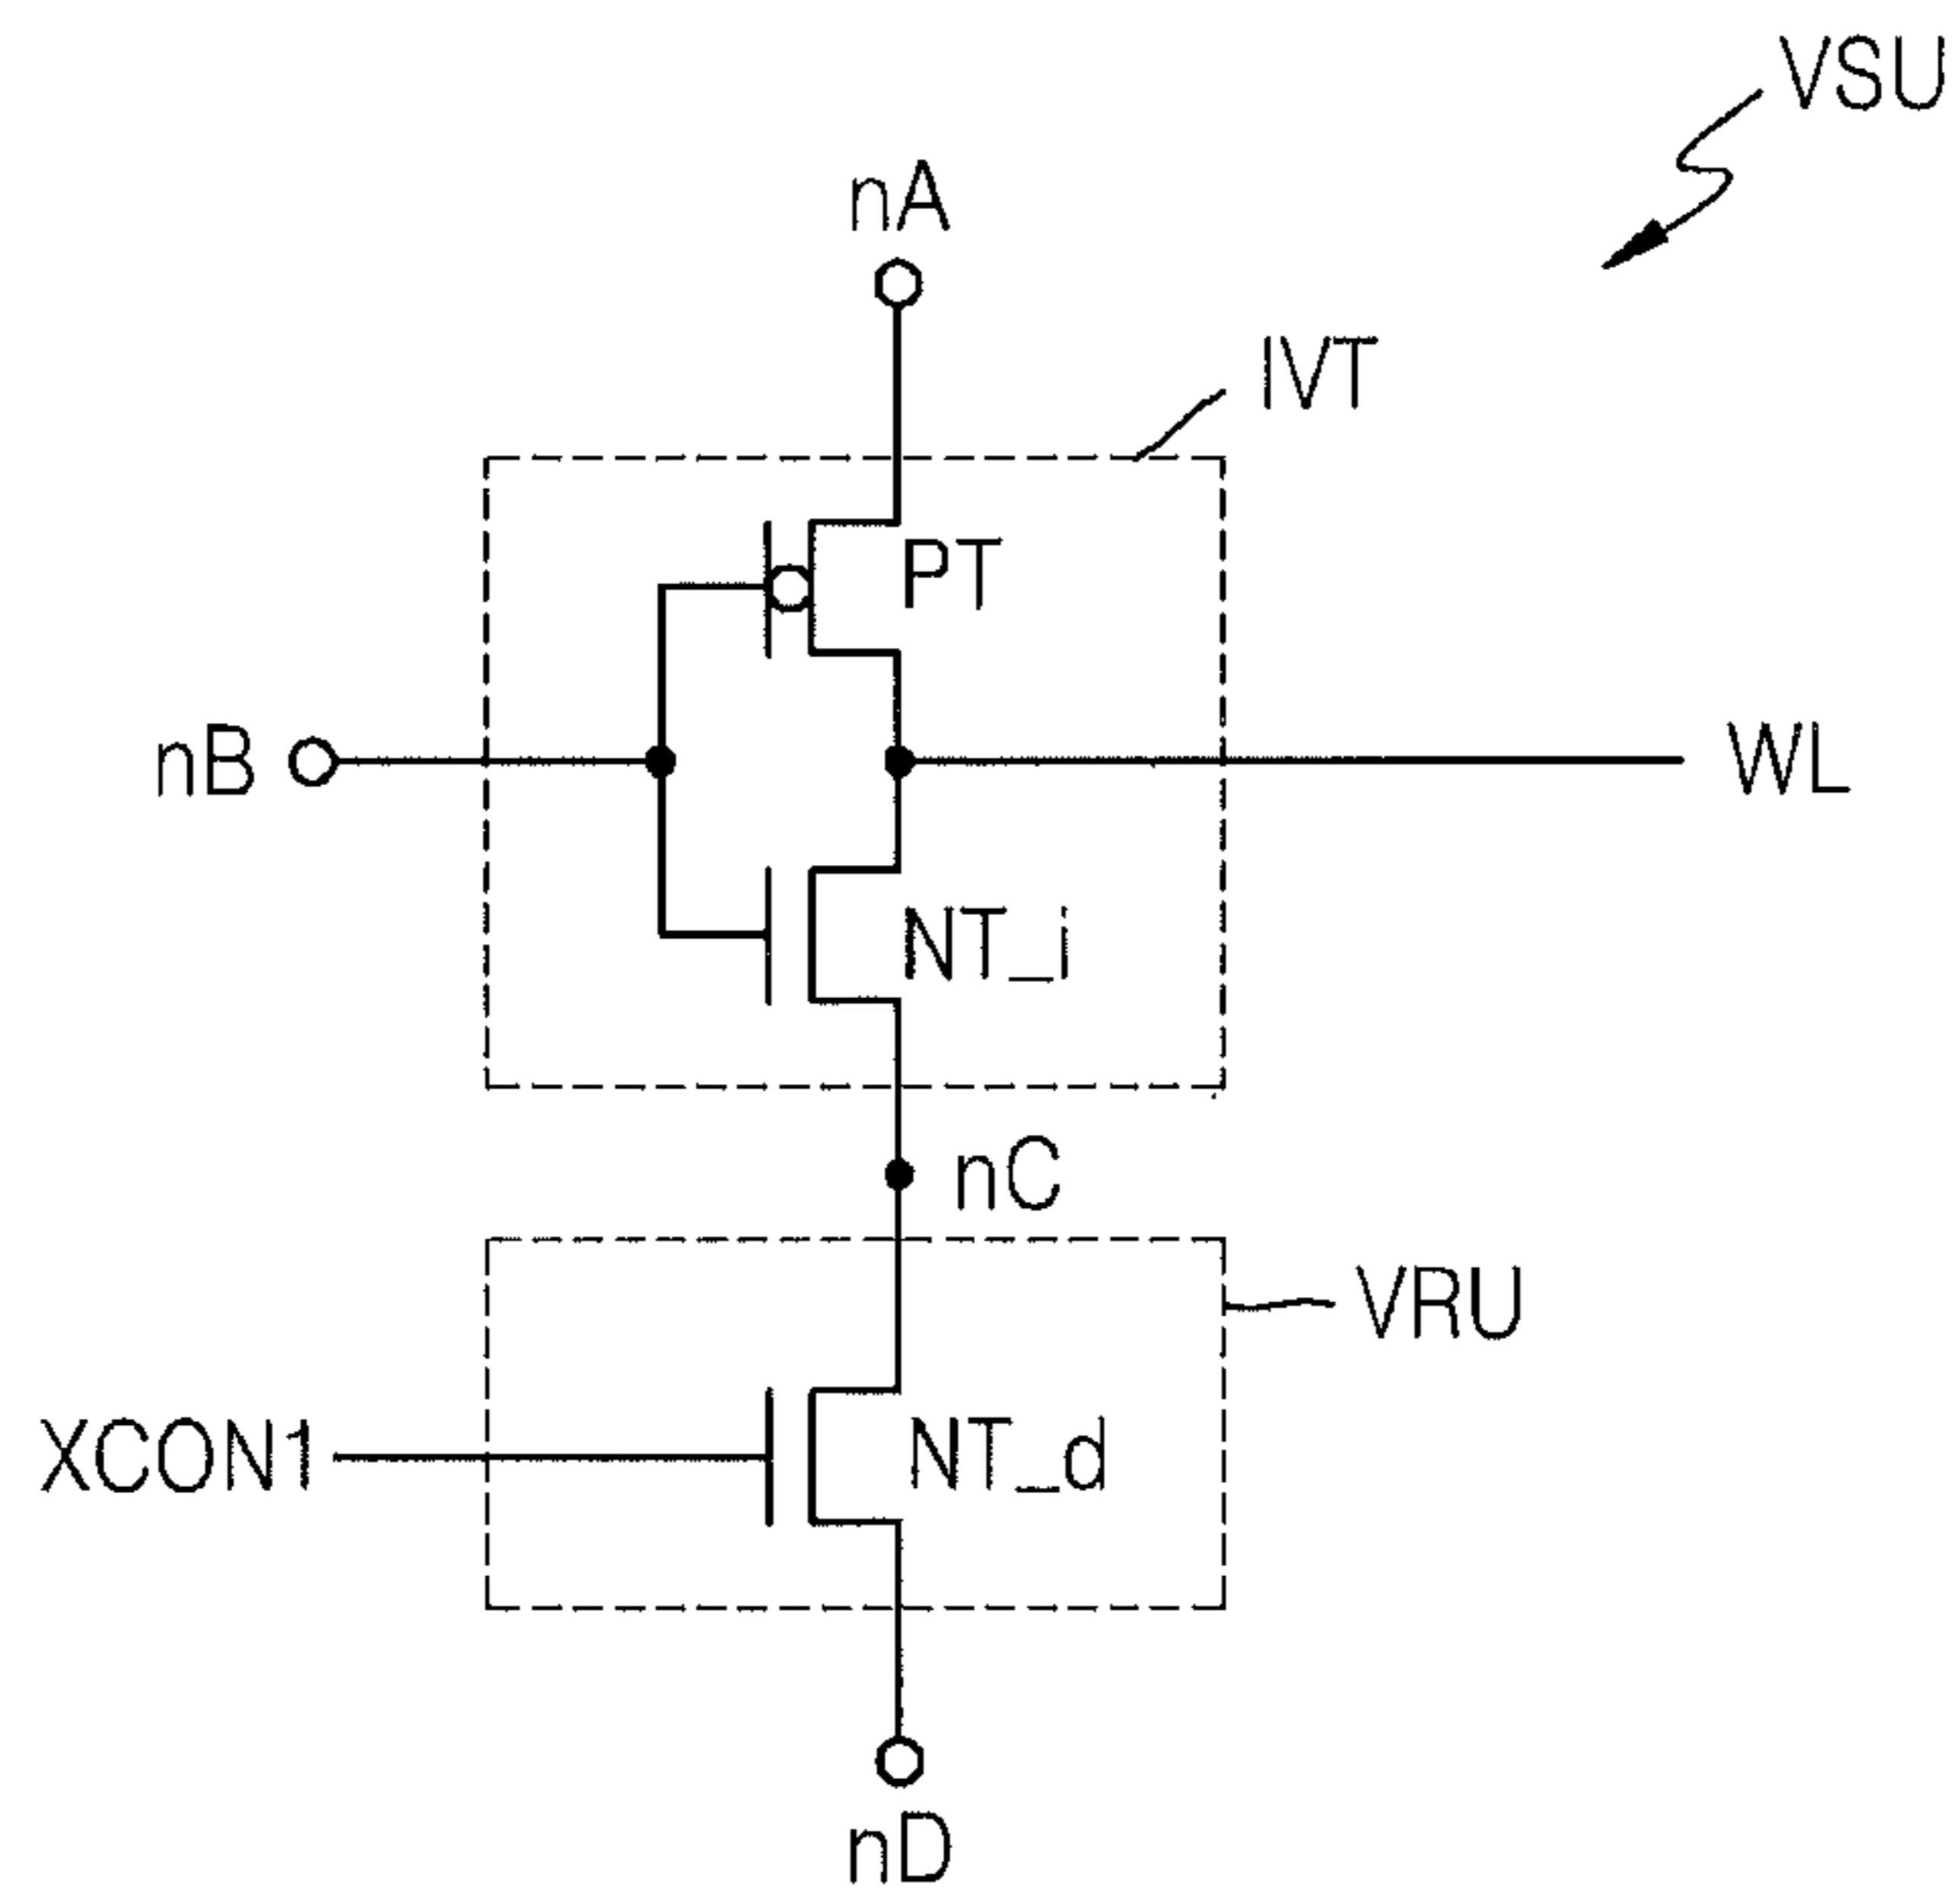 VSU
nA
IVT
PT
nB
WL
NT_i
nC
VRU
XCON1
NT_d
nD